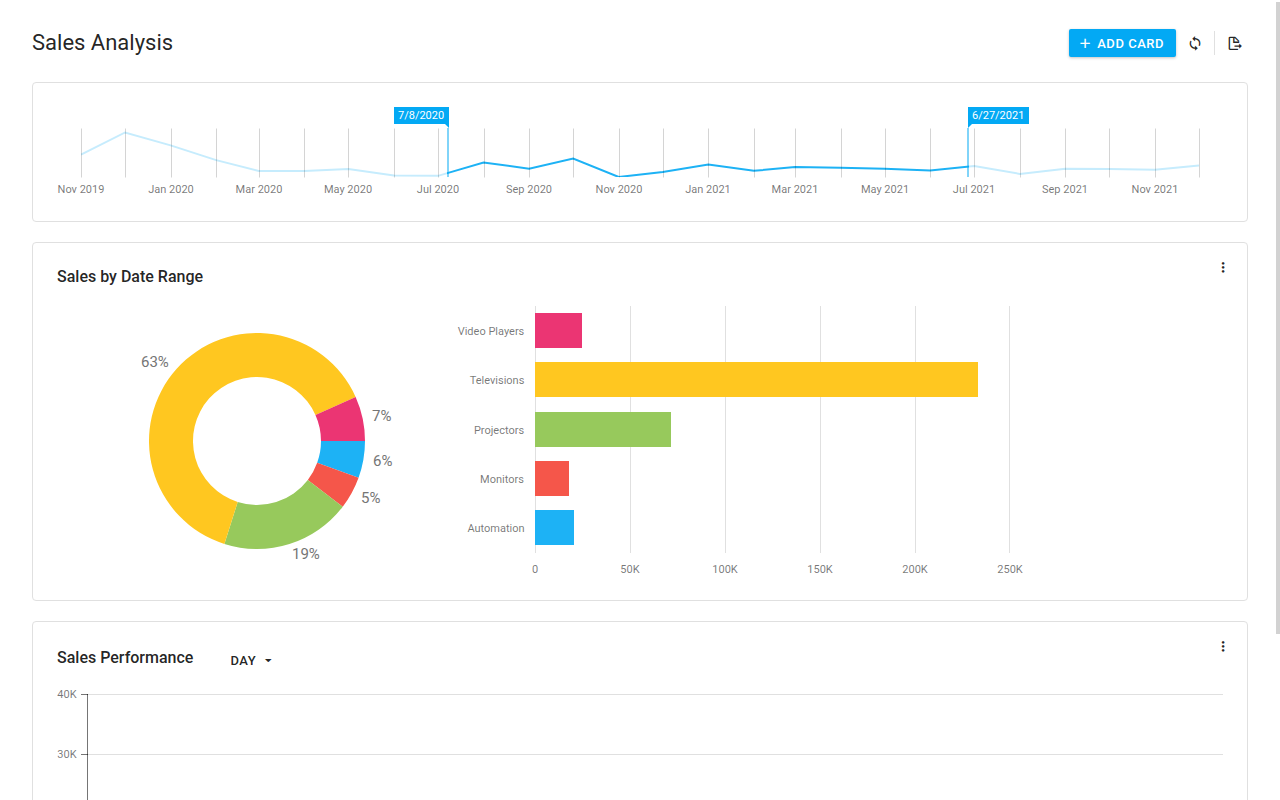 Sales Analysis
ADD CARD
7/8/2020
6/27/2021
Nov 2019 Jan 2020 Mar 2020 May 2020 Jul 2020 Sep 2020 Nov 2020 Jan 2021 Mar 2021 May 2021 Jul 2021 Sep 2021 Nov 2021
Sales by Date Range
63%
7%
6%
5%
19%
Video Players
Televisions
Projectors
Monitors
Automation
0 50K 100K 150K 200K 250K
Sales Performance
DAY
40K
30K